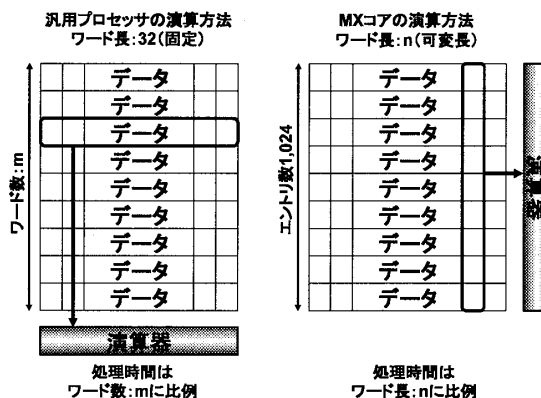 汎用プロセッサの演算方法
ワード長:32(固定)
ワード数:m
データ
データ
データ
データ
データ
データ
データ
データ
データ
演算器
処理時間は
ワード数:mに比例
MXコアの演算方法
ワード長:n(可変長)
エントリ数1,024
データ
データ
データ
データ
データ
データ
データ
データ
データ
演算器
処理時間は
ワード長:nに比例